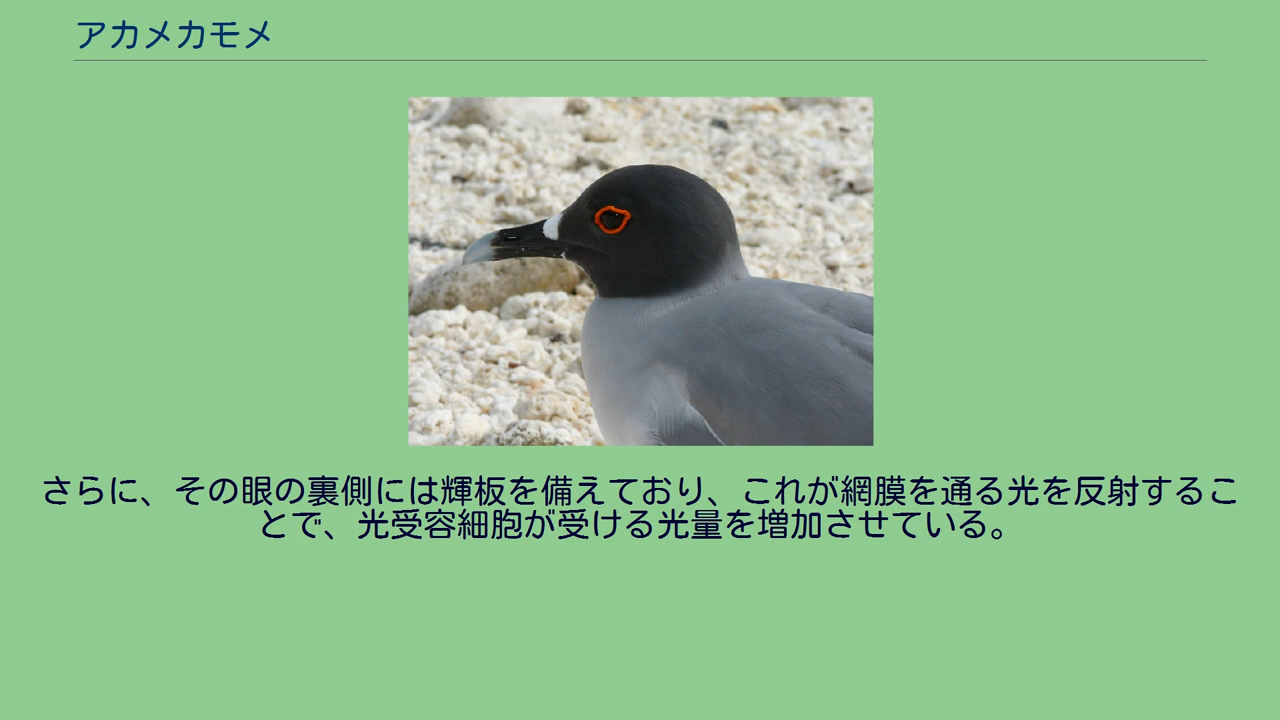 アカメカモメ
さらに、その眼の裏側には輝板を備えており、これが網膜を通る光を反射するこ
とで、光受容細胞が受ける光量を増加させている。